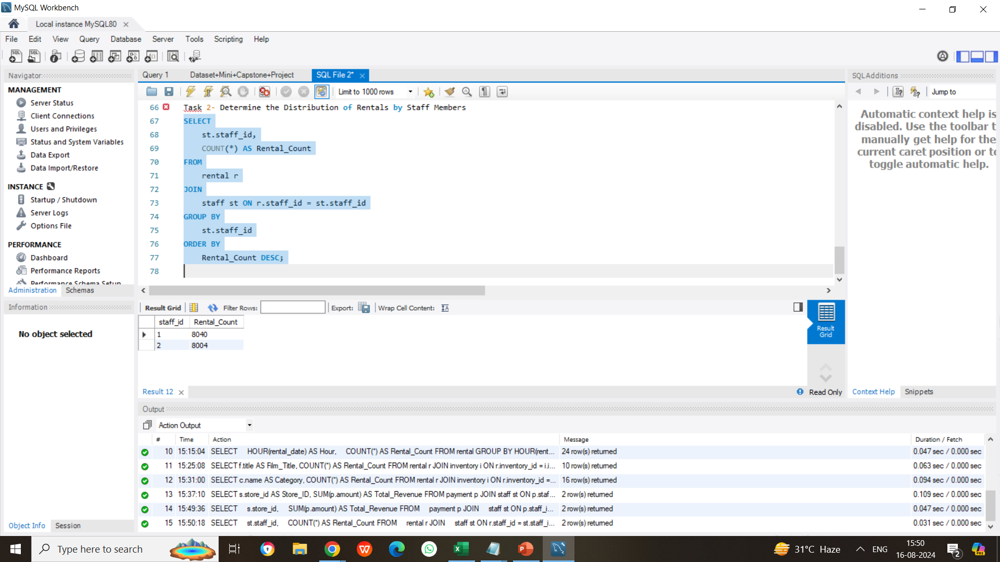 MySQL Workbench
Local instance MySQL80
File Edit View Query Database Server Tools Scripting Help
Navigator
MANAGEMENT
Server Status
Client Connections
Users and Privileges
Status and System Variables
Data Export
Data Import/Restore
INSTANCE
Startup / Shutdown
Server Logs
Options File
PERFORMANCE
Dashboard
Performance Reports
Performance Schema Setup
Administration Schemas
Information
No object selected
Object Info Session
Query 1 Dataset+Mini+Capstone+Project SQL File 2*
Limit to 1000 rows
66 Task 2- Determine the Distribution of Rentals by Staff Members
67 SELECT
68 st.staff_id,
69 COUNT(*) AS Rental_Count
70 FROM
71 rental r
72 JOIN
73 staff st ON r.staff_id = st.staff_id
74 GROUP BY
75 st.staff_id
76 ORDER BY
77 Rental_Count DESC;
78
Result Grid Filter Rows: Export: Wrap Cell Content:
staff_id Rental_Count
1 8040
2 8004
Result Grid
Result 12 Read Only
SQLAdditions
Jump to
Automatic context help is
disabled. Use the toolbar t
manually get help for the
current caret position or to
toggle automatic help.
Context Help Snippets
Output
Action Output
# Time Action Message Duration / Fetch
10 15:15:04 SELECT HOUR(rental_date) AS Hour, COUNT(*) AS Rental_Count FROM rental GROUP BY HOUR(rent... 24 row(s) returned 0.047 sec / 0.000 sec
11 15:25:08 SELECT f.title AS Film_Title, COUNT(*) AS Rental_Count FROM rental r JOIN inventory i ON r.inventory_id = i.i... 10 row(s) returned 0.063 sec / 0.000 sec
12 15:31:00 SELECT c.name AS Category, COUNT(*) AS Rental_Count FROM rental r JOIN inventory i ON r.inventory_id =... 16 row(s) returned 0.094 sec / 0.000 sec
13 15:37:10 SELECT s.store_id AS Store_ID, SUM(p.amount) AS Total_Revenue FROM payment p JOIN staff st ON p.staf... 2 row(s) returned 0.109 sec / 0.000 sec
14 15:49:36 SELECT s.store_id, SUM(p.amount) AS Total_Revenue FROM payment p JOIN staff st ON p.staff_i... 2 row(s) returned 0.047 sec / 0.000 sec
15 15:50:18 SELECT st.staff_id, COUNT(*) AS Rental_Count FROM rental r JOIN staff st ON r.staff_id = st.staff_i... 2 row(s) returned 0.031 sec / 0.000 sec
Type here to search
31°C Haze ENG
15:50
16-08-2024
2
PRE